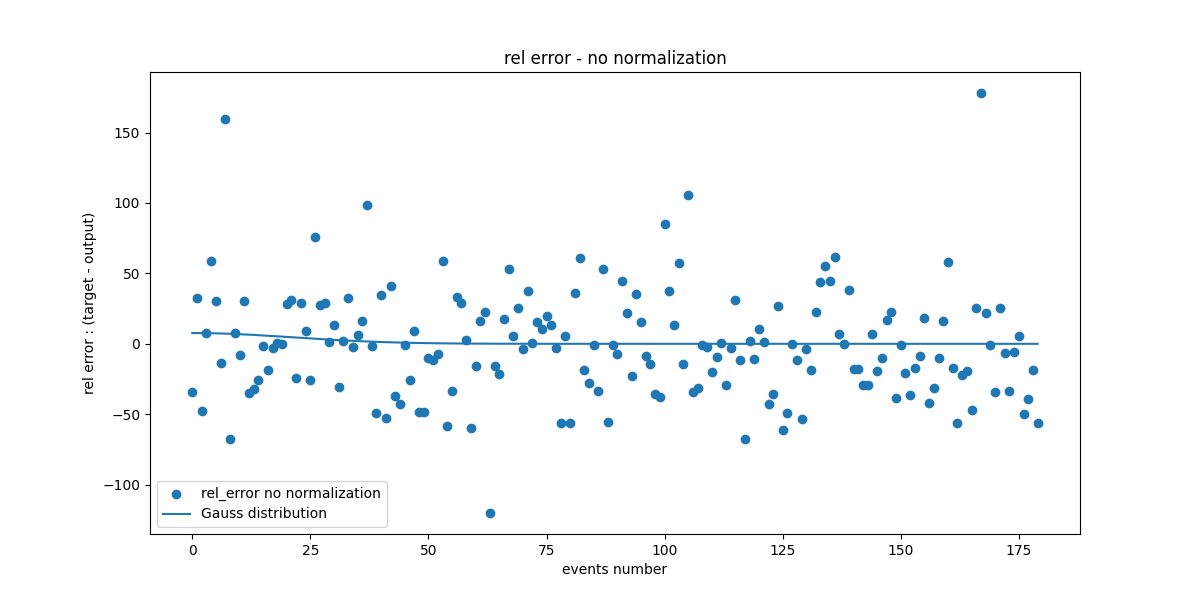 rel error - no normalization
rel error : (target - output)
150
100
50
0
−50
−100
rel_error no normalization
Gauss distribution
0 25 50 75 100 125 150 175
events number